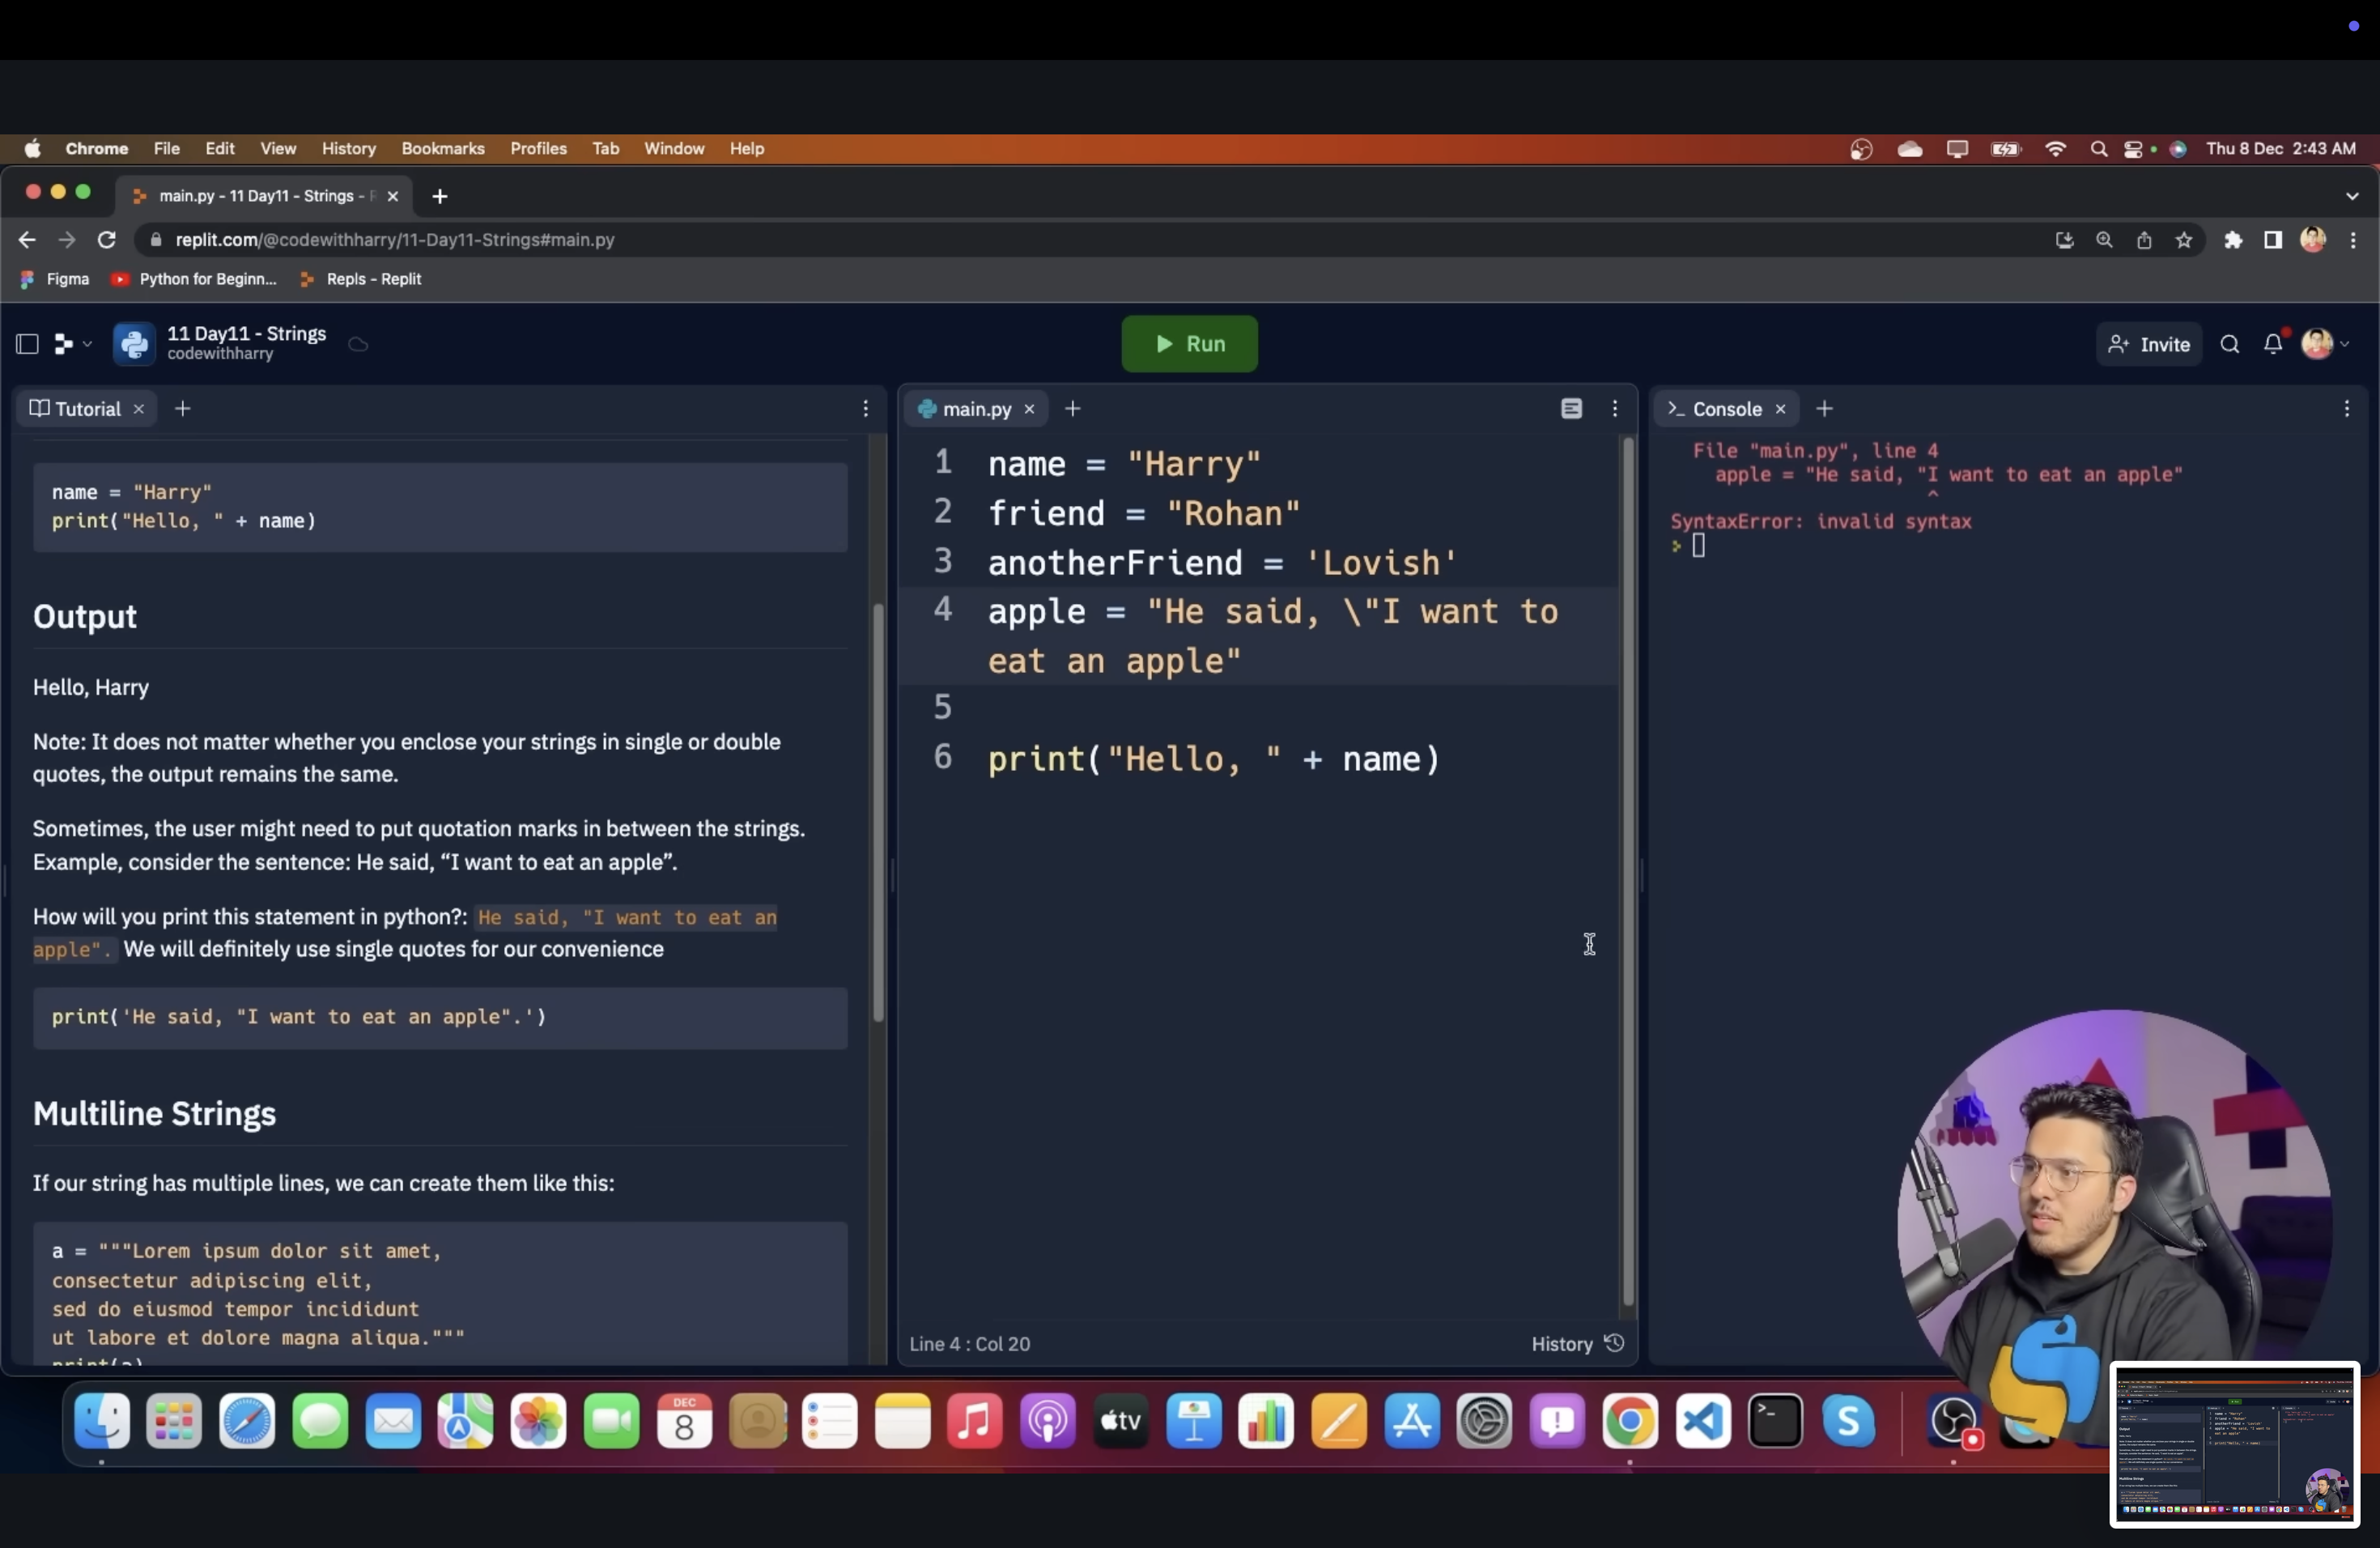 Chrome File Edit View History Bookmarks Profiles Tab Window Help Thu 8 Dec 2:43 AM
main.py - 11 Day11 - Strings - R
replit.com/@codewithharry/11-Day11-Strings#main.py
Figma Python for Beginn... Repls - Replit
11 Day11 - Strings
codewithharry
Run
Invite
Tutorial
name = "Harry"
print("Hello, " + name)
Output
Hello, Harry
Note: It does not matter whether you enclose your strings in single or double
quotes, the output remains the same.
Sometimes, the user might need to put quotation marks in between the strings.
Example, consider the sentence: He said, “I want to eat an apple”.
How will you print this statement in python?: He said, "I want to eat an
apple". We will definitely use single quotes for our convenience
print('He said, "I want to eat an apple".')
Multiline Strings
If our string has multiple lines, we can create them like this:
a = """Lorem ipsum dolor sit amet,
consectetur adipiscing elit,
sed do eiusmod tempor incididunt
ut labore et dolore magna aliqua."""
print(a)
main.py
1 name = "Harry"
2 friend = "Rohan"
3 anotherFriend = 'Lovish'
4 apple = "He said, \"I want to
eat an apple"
5
6 print("Hello, " + name)
Line 4 : Col 20 History
Console
File "main.py", line 4
apple = "He said, "I want to eat an apple"
^
SyntaxError: invalid syntax
DEC
8
tv
S